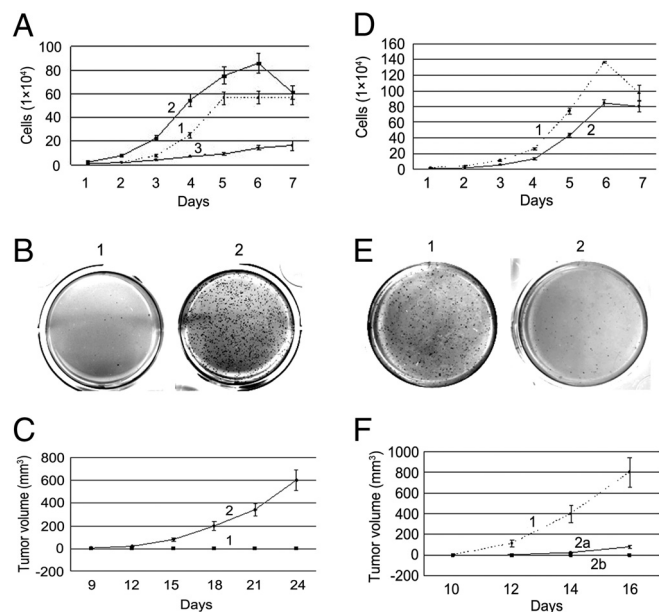 A
Cells (1×10⁴)
100
80
60
40
20
0
2
1
3
1 2 3 4 5 6 7
Days
D
Cells (1×10⁴)
160
140
120
100
80
60
40
20
0
1
2
1 2 3 4 5 6 7
Days
B
1 2
E
1 2
C
Tumor volume (mm³)
800
600
400
200
0
-200
2
1
9 12 15 18 21 24
Days
F
Tumor volume (mm³)
1000
800
600
400
200
0
-200
1
2a
2b
10 12 14 16
Days